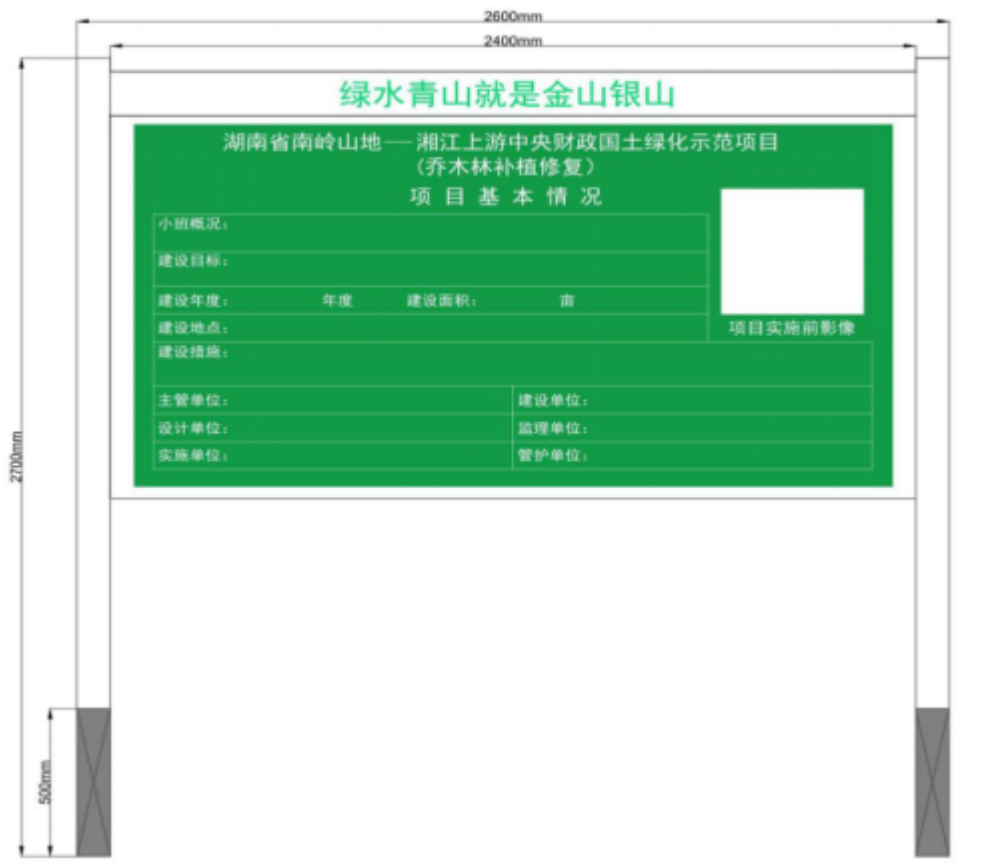 2600mm
2400mm
绿水青山就是金山银山
湖南省南岭山地—湘江上游中央财政国土绿化示范项目
（乔木林补植修复）
项目基本情况
小班概况：
建设目标：
建设年度： 年度 建设面积： 亩
建设地点：
项目实施前影像
建设措施：
主管单位： 建设单位：
设计单位： 监理单位：
实施单位： 管护单位：
2700mm
500mm